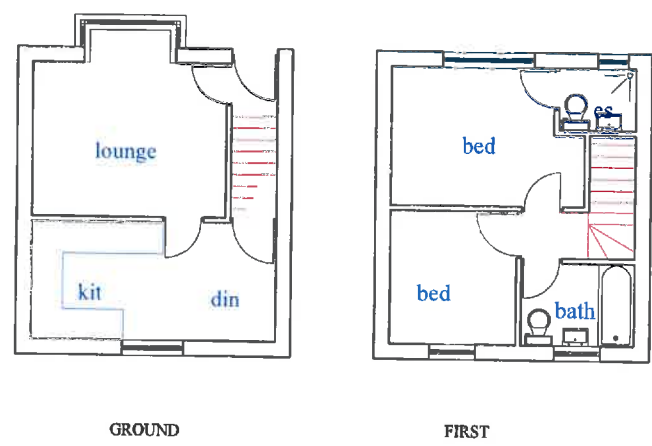 lounge
kit
din
GROUND
es
bed
bed
bath
FIRST